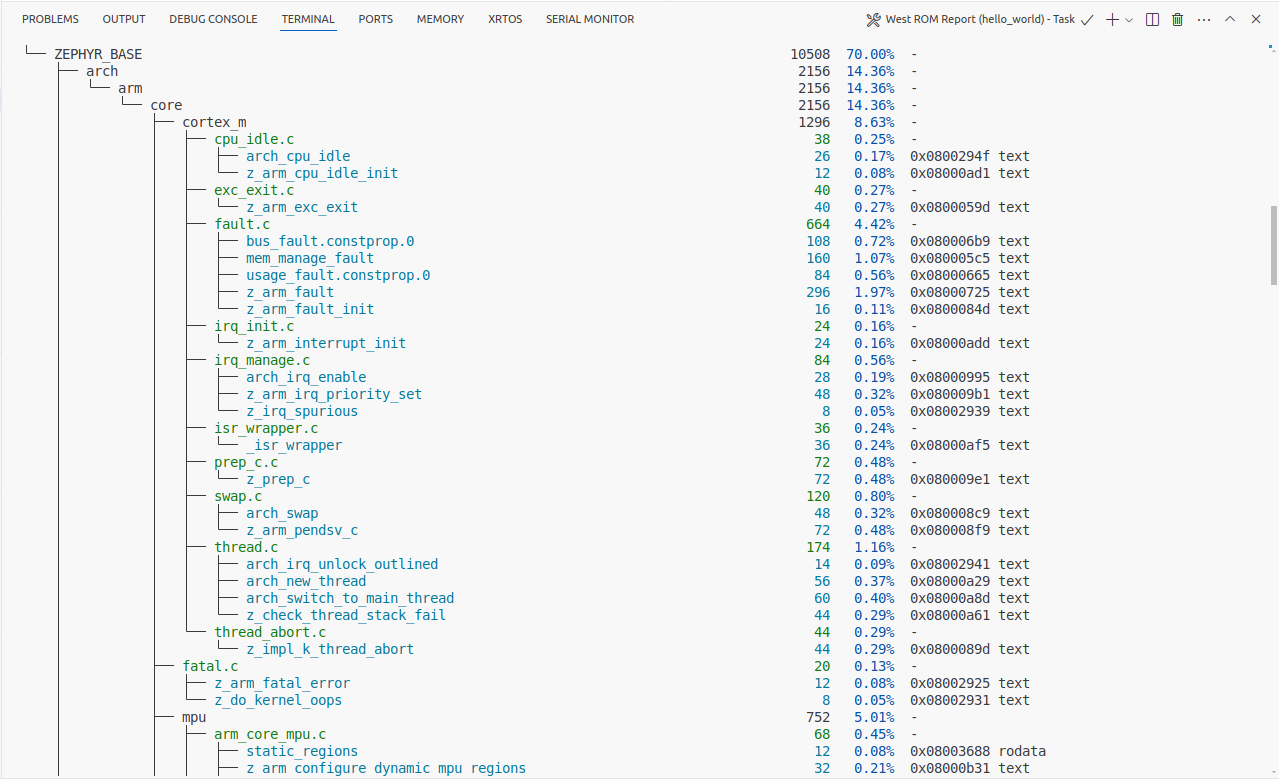 PROBLEMS OUTPUT DEBUG CONSOLE TERMINAL PORTS MEMORY XRTOS SERIAL MONITOR West ROM Report (hello_world) - Task
ZEPHYR_BASE 10508 70.00% -
arch 2156 14.36% -
arm 2156 14.36% -
core 2156 14.36% -
cortex_m 1296 8.63% -
cpu_idle.c 38 0.25% -
arch_cpu_idle 26 0.17% 0x0800294f text
z_arm_cpu_idle_init 12 0.08% 0x08000ad1 text
exc_exit.c 40 0.27% -
z_arm_exc_exit 40 0.27% 0x0800059d text
fault.c 664 4.42% -
bus_fault.constprop.0 108 0.72% 0x080006b9 text
mem_manage_fault 160 1.07% 0x080005c5 text
usage_fault.constprop.0 84 0.56% 0x08000665 text
z_arm_fault 296 1.97% 0x08000725 text
z_arm_fault_init 16 0.11% 0x0800084d text
irq_init.c 24 0.16% -
z_arm_interrupt_init 24 0.16% 0x08000add text
irq_manage.c 84 0.56% -
arch_irq_enable 28 0.19% 0x08000995 text
z_arm_irq_priority_set 48 0.32% 0x080009b1 text
z_irq_spurious 8 0.05% 0x08002939 text
isr_wrapper.c 36 0.24% -
_isr_wrapper 36 0.24% 0x08000af5 text
prep_c.c 72 0.48% -
z_prep_c 72 0.48% 0x080009e1 text
swap.c 120 0.80% -
arch_swap 48 0.32% 0x080008c9 text
z_arm_pendsv_c 72 0.48% 0x080008f9 text
thread.c 174 1.16% -
arch_irq_unlock_outlined 14 0.09% 0x08002941 text
arch_new_thread 56 0.37% 0x08000a29 text
arch_switch_to_main_thread 60 0.40% 0x08000a8d text
z_check_thread_stack_fail 44 0.29% 0x08000a61 text
thread_abort.c 44 0.29% -
z_impl_k_thread_abort 44 0.29% 0x0800089d text
fatal.c 20 0.13% -
z_arm_fatal_error 12 0.08% 0x08002925 text
z_do_kernel_oops 8 0.05% 0x08002931 text
mpu 752 5.01% -
arm_core_mpu.c 68 0.45% -
static_regions 12 0.08% 0x08003688 rodata
z_arm_configure_dynamic_mpu_regions 32 0.21% 0x08000b31 text